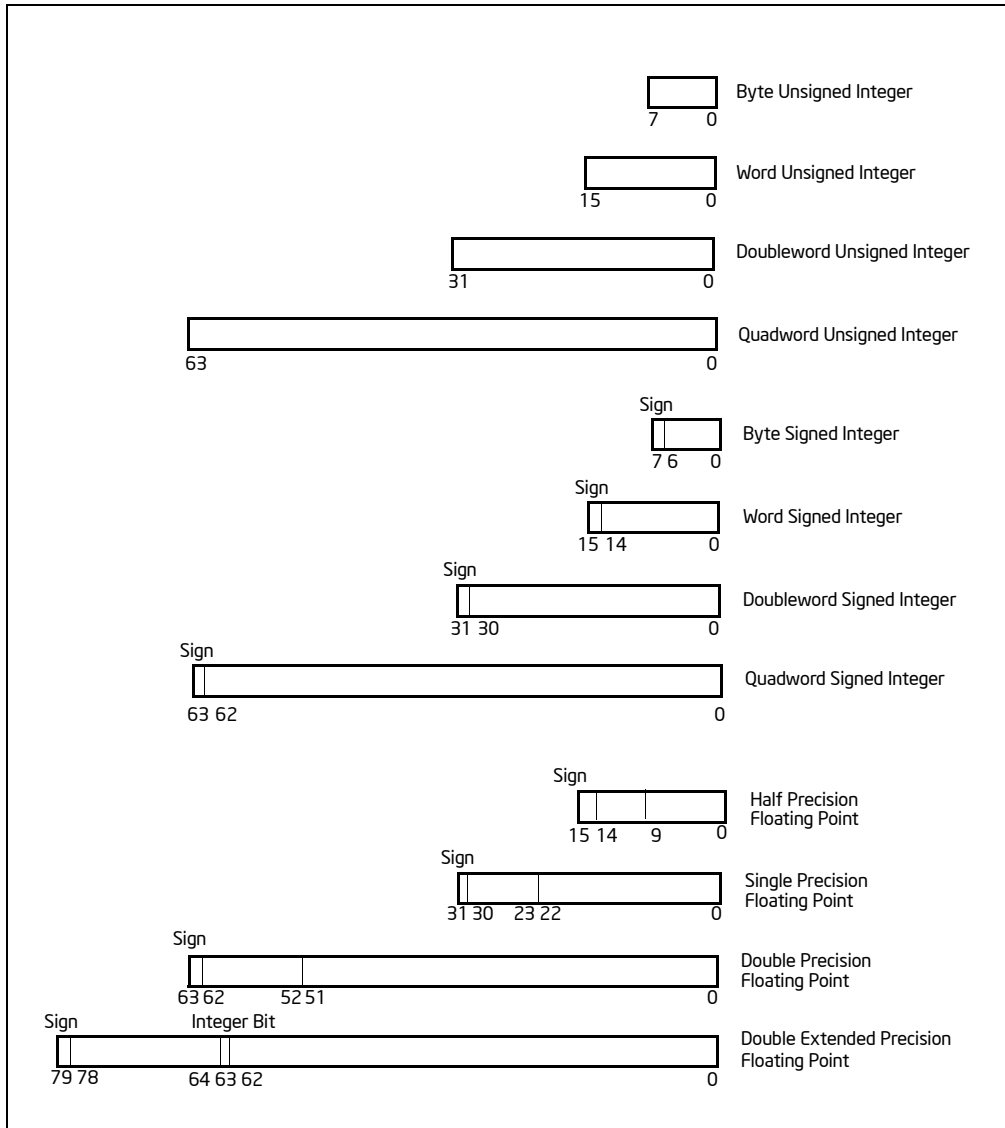 Byte Unsigned Integer
7 0
Word Unsigned Integer
15 0
Doubleword Unsigned Integer
31 0
Quadword Unsigned Integer
63 0
Sign
Byte Signed Integer
7 6 0
Sign
Word Signed Integer
15 14 0
Sign
Doubleword Signed Integer
31 30 0
Sign
Quadword Signed Integer
63 62 0
Sign
Half Precision
Floating Point
15 14 9 0
Sign
Single Precision
Floating Point
31 30 23 22 0
Sign
Double Precision
Floating Point
63 62 52 51 0
Sign Integer Bit
Double Extended Precision
Floating Point
79 78 64 63 62 0